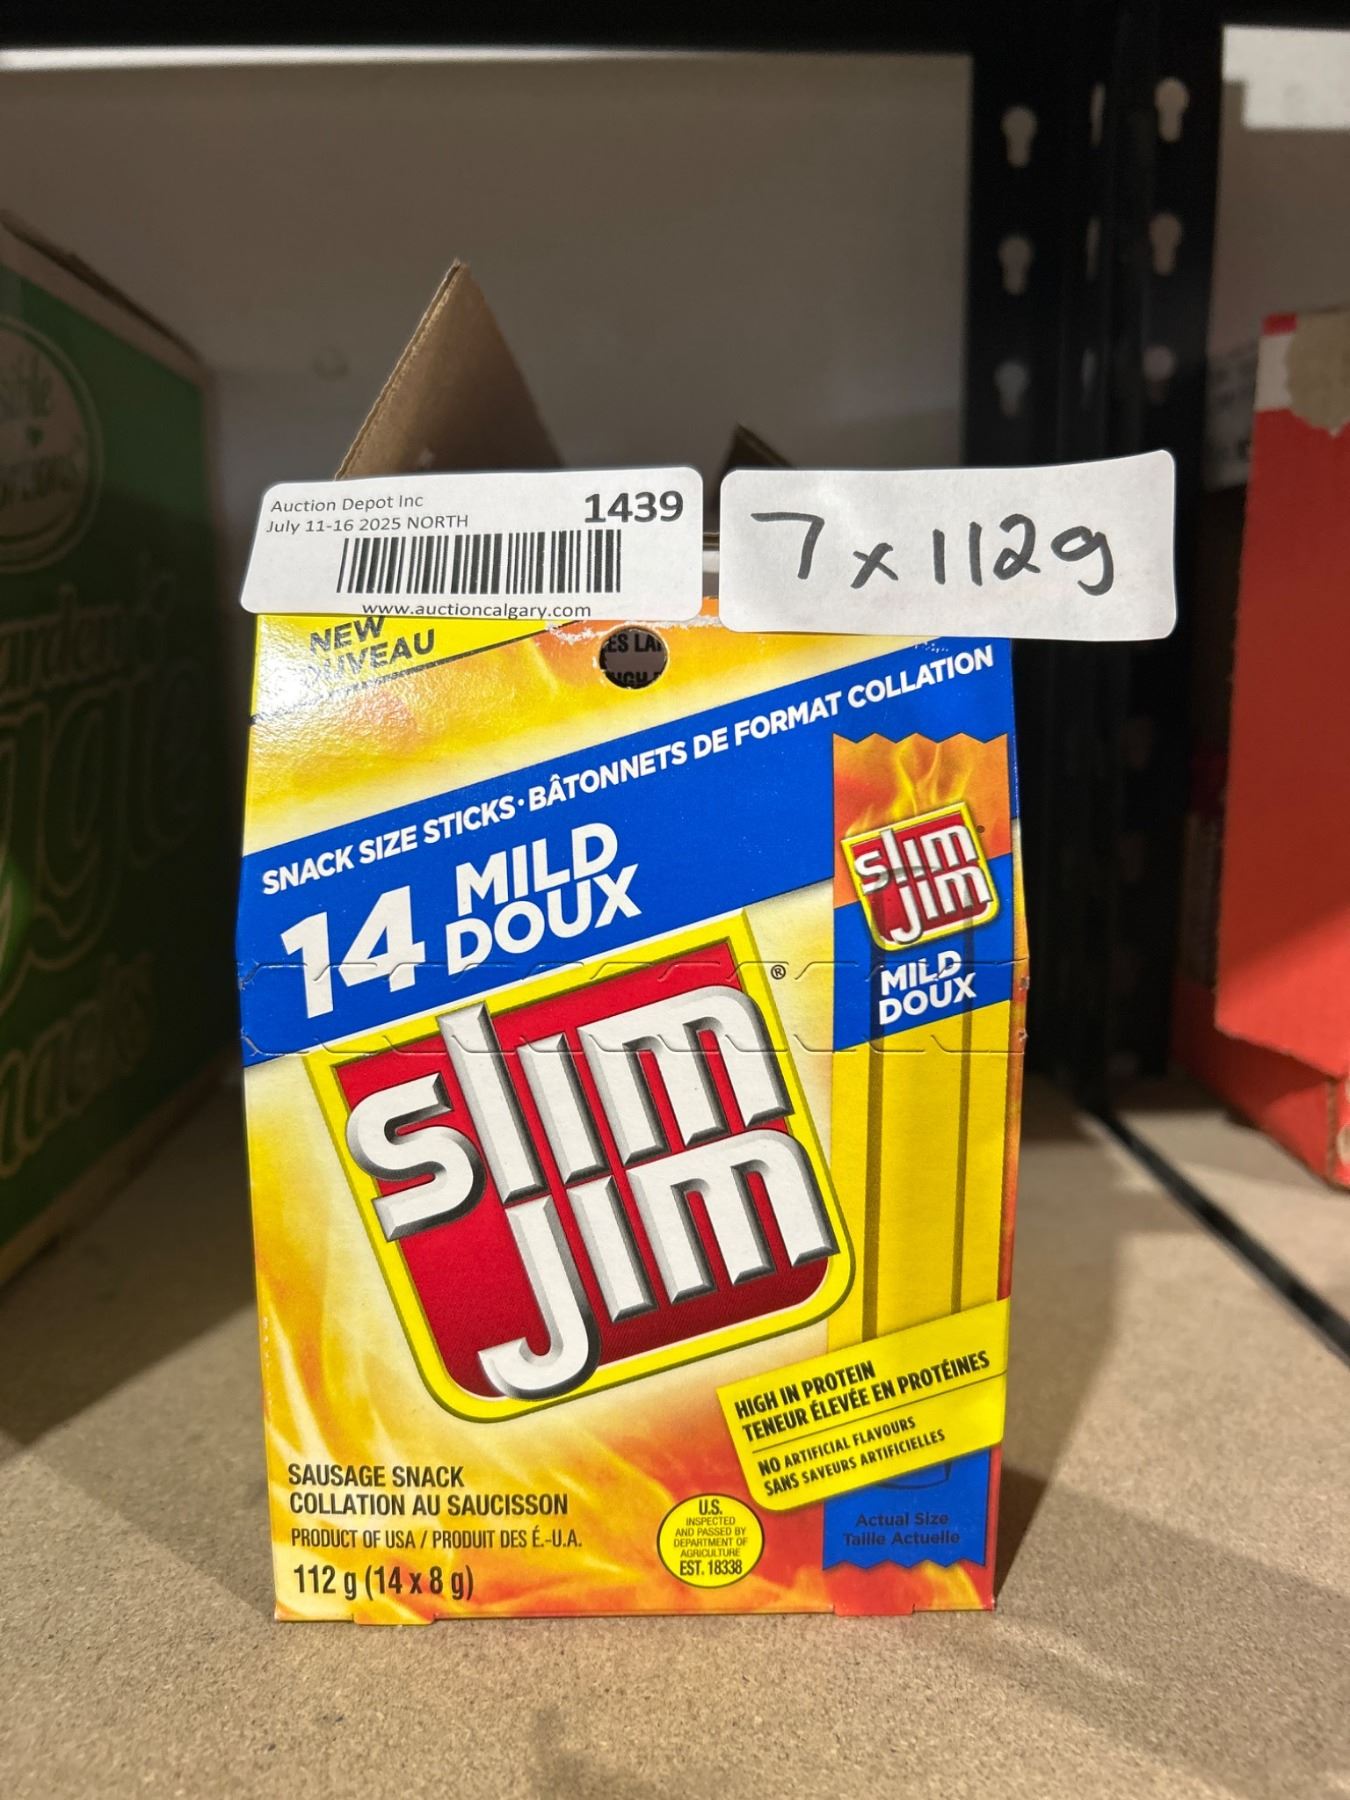 Auction Depot Inc
1439
July 11-16 2025 NORTH
www.auctioncalgary.com
7 x 112g
NEW
ES LA
SNACK SIZE STICKS • BÂTONNETS DE FORMAT COLLATION
14 MILD
DOUX
slim
jim
MILD
DOUX
slim
jim
®
HIGH IN PROTEIN
TENEUR ÉLEVÉE EN PROTÉINES
NO ARTIFICIAL FLAVOURS
SANS SAVEURS ARTIFICIELLES
SAUSAGE SNACK
COLLATION AU SAUCISSON
PRODUCT OF USA / PRODUIT DES É.-U.A.
112 g (14 x 8 g)
U.S.
INSPECTED
AND PASSED BY
DEPARTMENT OF
AGRICULTURE
EST. 18338
Actual Size
Taille Actuelle